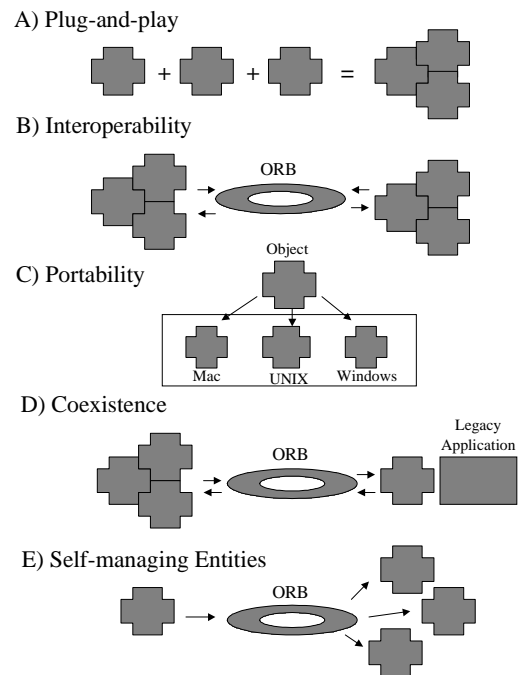 A) Plug-and-play
+ + =
B) Interoperability
ORB
Object
C) Portability
Mac UNIX Windows
D) Coexistence
Legacy
Application
ORB
E) Self-managing Entities
ORB